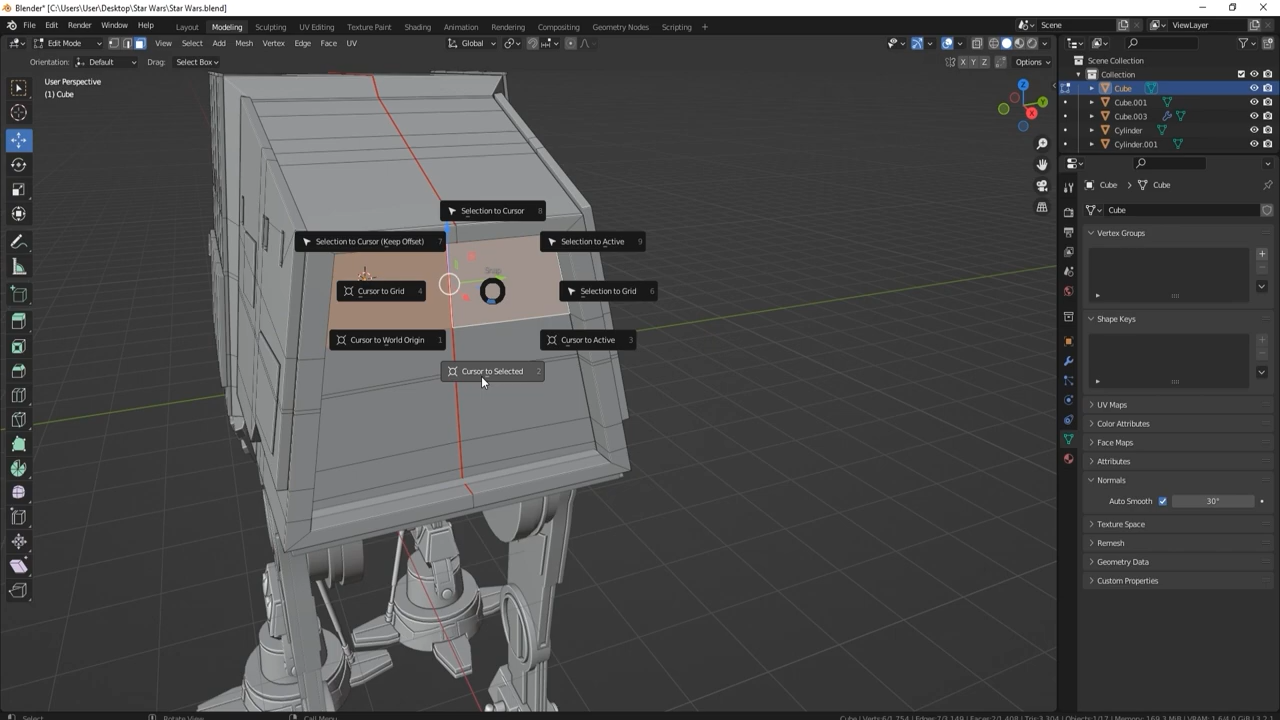 Blender* [C:\Users\User\Desktop\Star Wars\Star Wars.blend]
File Edit Render Window Help Layout Modeling Sculpting UV Editing Texture Paint Shading Animation Rendering Compositing Geometry Nodes Scripting + Scene ViewLayer
Edit Mode View Select Add Mesh Vertex Edge Face UV Global
Orientation: Default Drag: Select Box X Y Z Options
User Perspective
(1) Cube
Scene Collection
Collection
Cube
Cube.001
Cube.003
Cylinder
Cylinder.001
Z
Y
X
Cube Cube
Cube
Vertex Groups
Shape Keys
UV Maps
Color Attributes
Face Maps
Attributes
Normals
Auto Smooth 30°
Texture Space
Remesh
Geometry Data
Custom Properties
Selection to Cursor 8
Selection to Cursor (Keep Offset) 7
Selection to Active 9
Snap
Cursor to Grid 4
Selection to Grid 6
Cursor to World Origin 1
Cursor to Active 3
Cursor to Selected 2
Select Rotate View Call Menu